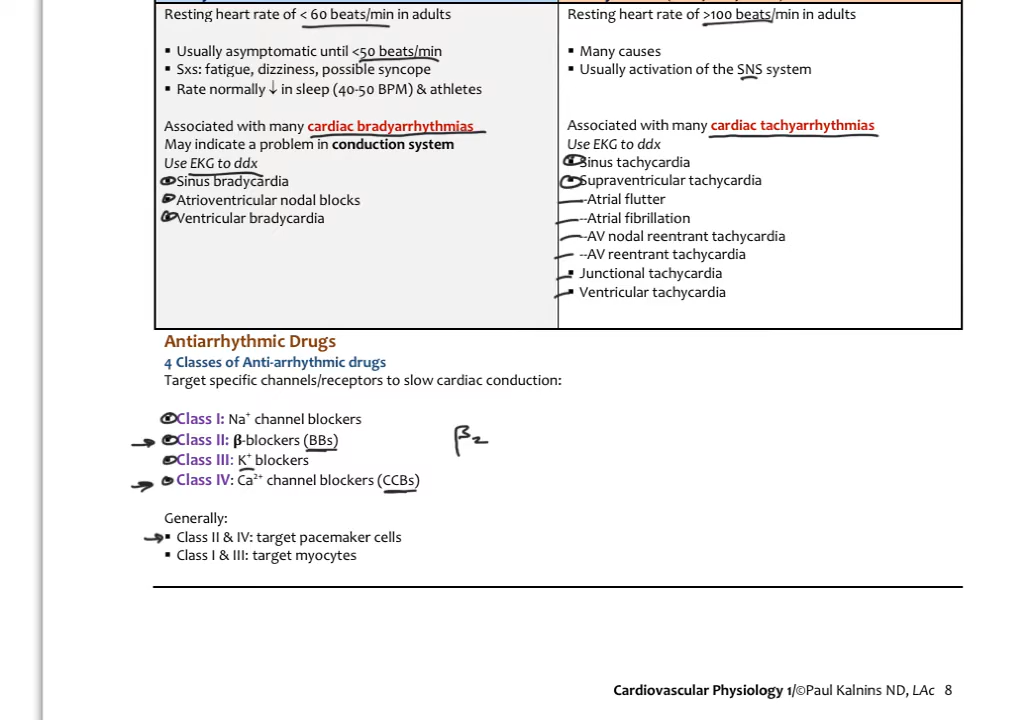 Resting heart rate of < 60 beats/min in adults
▪ Usually asymptomatic until <50 beats/min
▪ Sxs: fatigue, dizziness, possible syncope
▪ Rate normally ↓ in sleep (40-50 BPM) & athletes
Associated with many cardiac bradyarrhythmias
May indicate a problem in conduction system
Use EKG to ddx
Sinus bradycardia
Atrioventricular nodal blocks
Ventricular bradycardia
Resting heart rate of >100 beats/min in adults
▪ Many causes
▪ Usually activation of the SNS system
Associated with many cardiac tachyarrhythmias
Use EKG to ddx
Sinus tachycardia
Supraventricular tachycardia
--Atrial flutter
--Atrial fibrillation
--AV nodal reentrant tachycardia
--AV reentrant tachycardia
▪ Junctional tachycardia
▪ Ventricular tachycardia
Antiarrhythmic Drugs
4 Classes of Anti-arrhythmic drugs
Target specific channels/receptors to slow cardiac conduction:
Class I: Na⁺ channel blockers
Class II: β-blockers (BBs)
β2
Class III: K⁺ blockers
Class IV: Ca²⁺ channel blockers (CCBs)
Generally:
▪ Class II & IV: target pacemaker cells
▪ Class I & III: target myocytes
Cardiovascular Physiology 1/©Paul Kalnins ND, LAc 8